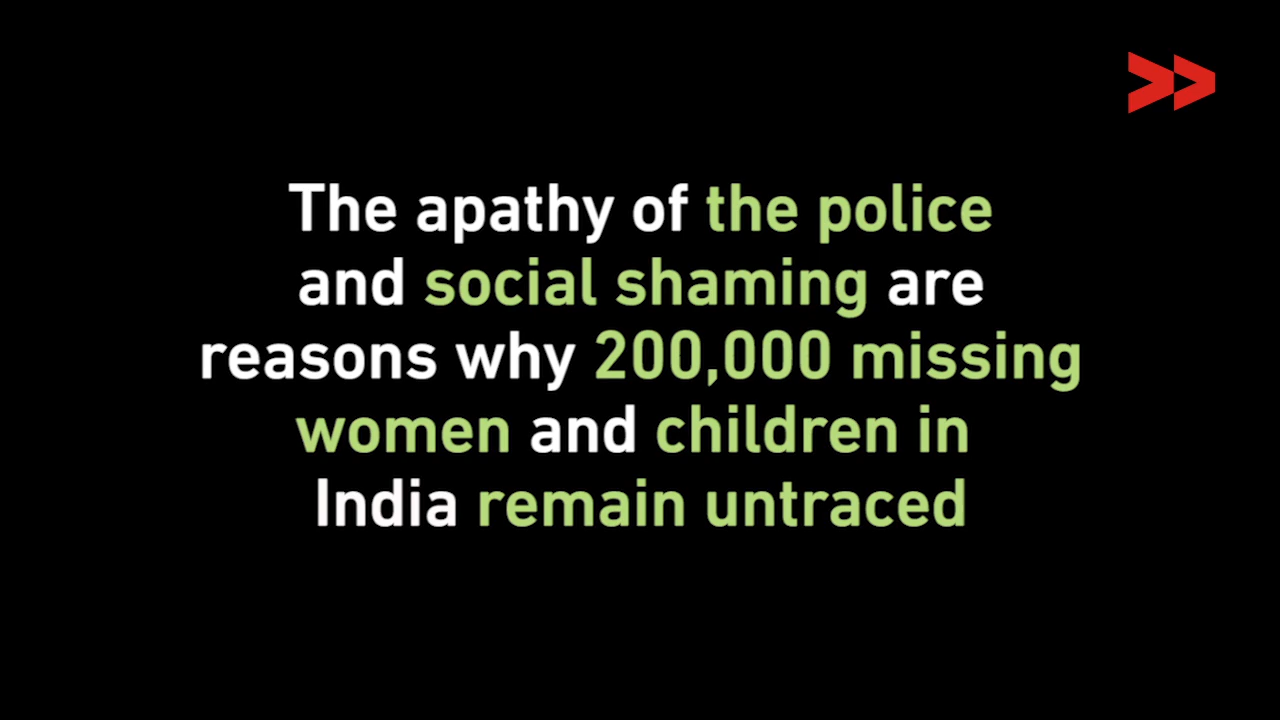 The apathy of the police
and social shaming are
reasons why 200,000 missing
women and children in
India remain untraced